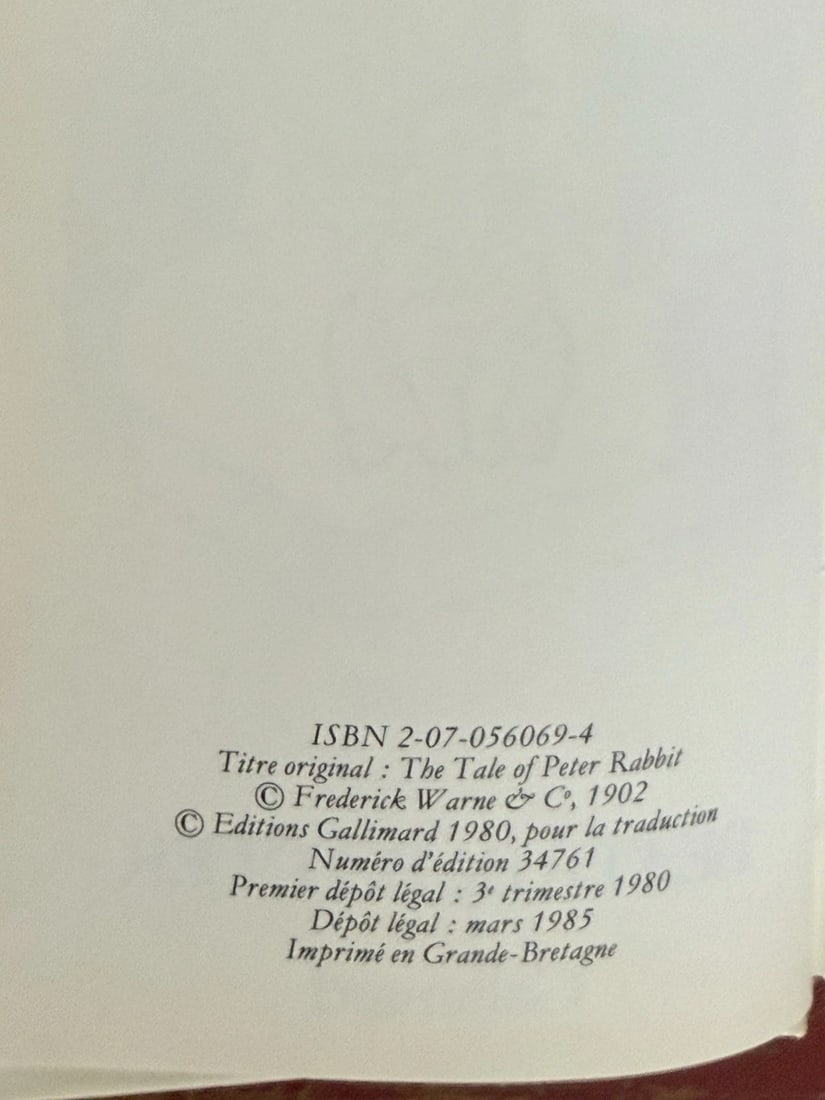 ISBN 2-07-056069-4
Titre original : The Tale of Peter Rabbit
© Frederick Warne & Cº, 1902
© Editions Gallimard 1980, pour la traduction
Numéro d'édition 34761
Premier dépôt légal : 3ᵉ trimestre 1980
Dépôt légal : mars 1985
Imprimé en Grande-Bretagne